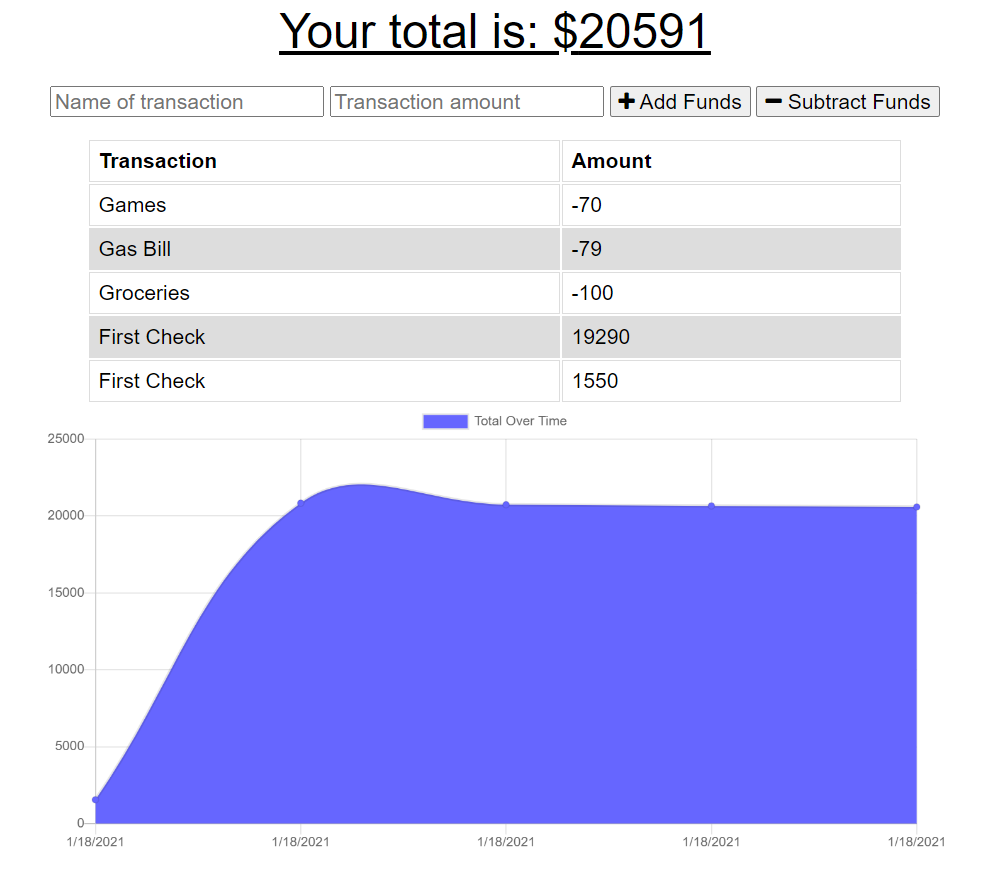 Your total is: $20591
Name of transaction Transaction amount + Add Funds − Subtract Funds
Transaction Amount
Games -70
Gas Bill -79
Groceries -100
First Check 19290
First Check 1550
Total Over Time
25000
20000
15000
10000
5000
0
1/18/2021 1/18/2021 1/18/2021 1/18/2021 1/18/2021